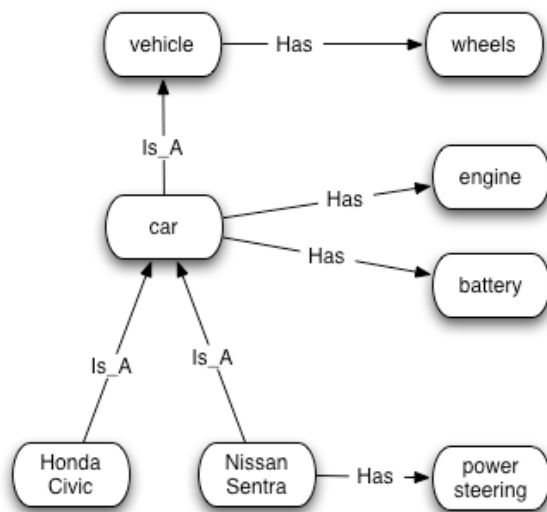 vehicle
Has
wheels
Is_A
engine
Has
car
Has
battery
Is_A
Is_A
Honda
Civic
Nissan
Sentra
Has
power
steering